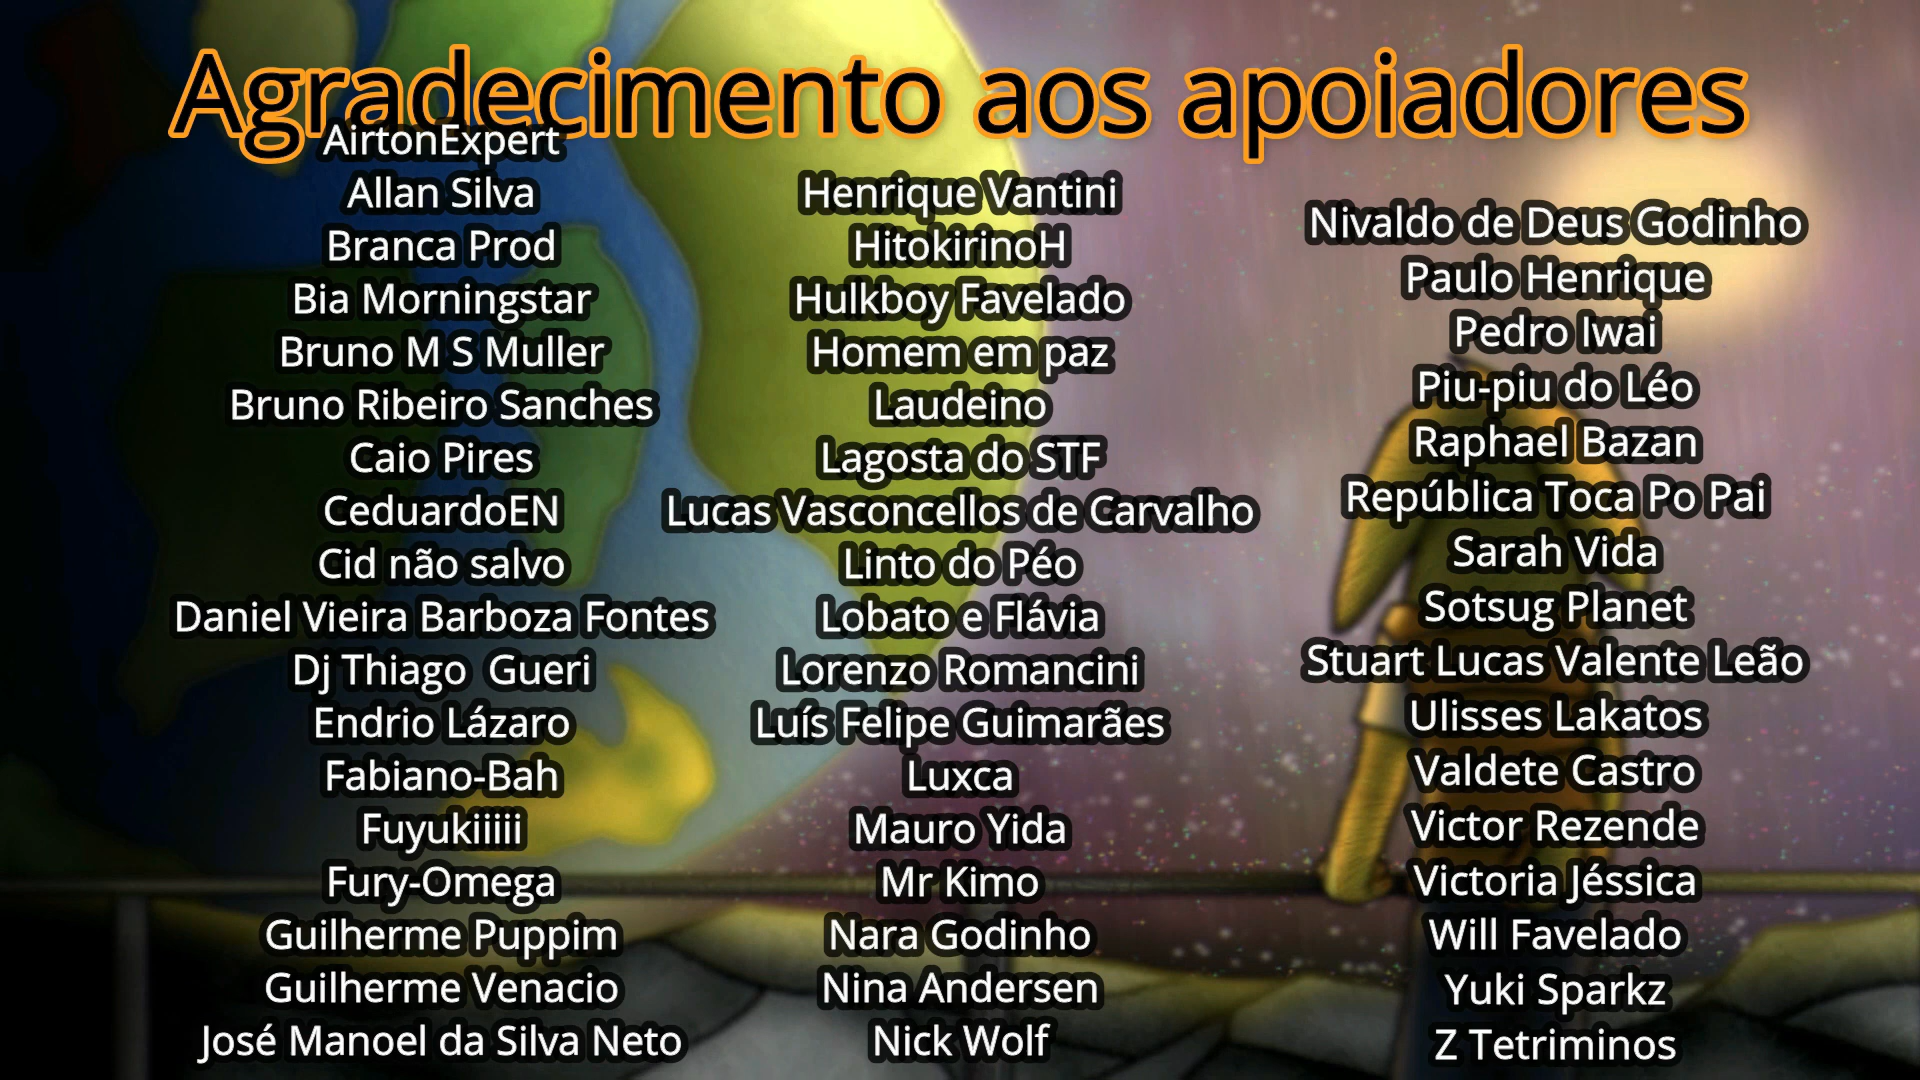 Agradecimento aos apoiadores
AirtonExpert
Allan Silva
Branca Prod
Bia Morningstar
Bruno M S Muller
Bruno Ribeiro Sanches
Caio Pires
CeduardoEN
Cid não salvo
Daniel Vieira Barboza Fontes
Dj Thiago  Gueri
Endrio Lázaro
Fabiano-Bah
Fuyukiiiii
Fury-Omega
Guilherme Puppim
Guilherme Venacio
José Manoel da Silva Neto
Henrique Vantini
HitokirinoH
Hulkboy Favelado
Homem em paz
Laudeino
Lagosta do STF
Lucas Vasconcellos de Carvalho
Linto do Péo
Lobato e Flávia
Lorenzo Romancini
Luís Felipe Guimarães
Luxca
Mauro Yida
Mr Kimo
Nara Godinho
Nina Andersen
Nick Wolf
Nivaldo de Deus Godinho
Paulo Henrique
Pedro Iwai
Piu-piu do Léo
Raphael Bazan
República Toca Po Pai
Sarah Vida
Sotsug Planet
Stuart Lucas Valente Leão
Ulisses Lakatos
Valdete Castro
Victor Rezende
Victoria Jéssica
Will Favelado
Yuki Sparkz
Z Tetriminos